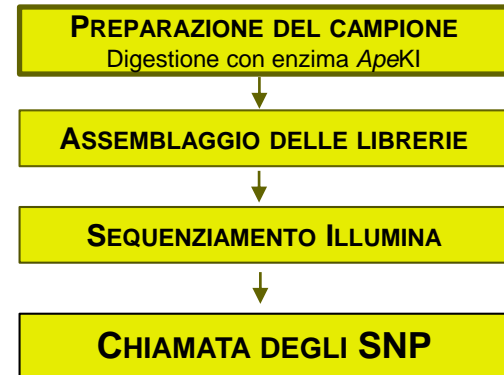 PREPARAZIONE DEL CAMPIONE
Digestione con enzima ApeKI
ASSEMBLAGGIO DELLE LIBRERIE
SEQUENZIAMENTO ILLUMINA
CHIAMATA DEGLI SNP